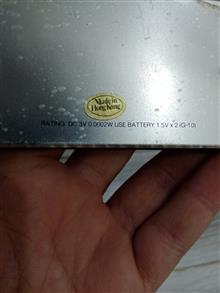 Made in
Hong Kong
RATING: DC 3V 0.0002W USE BATTERY 1.5V x 2 (G-10)